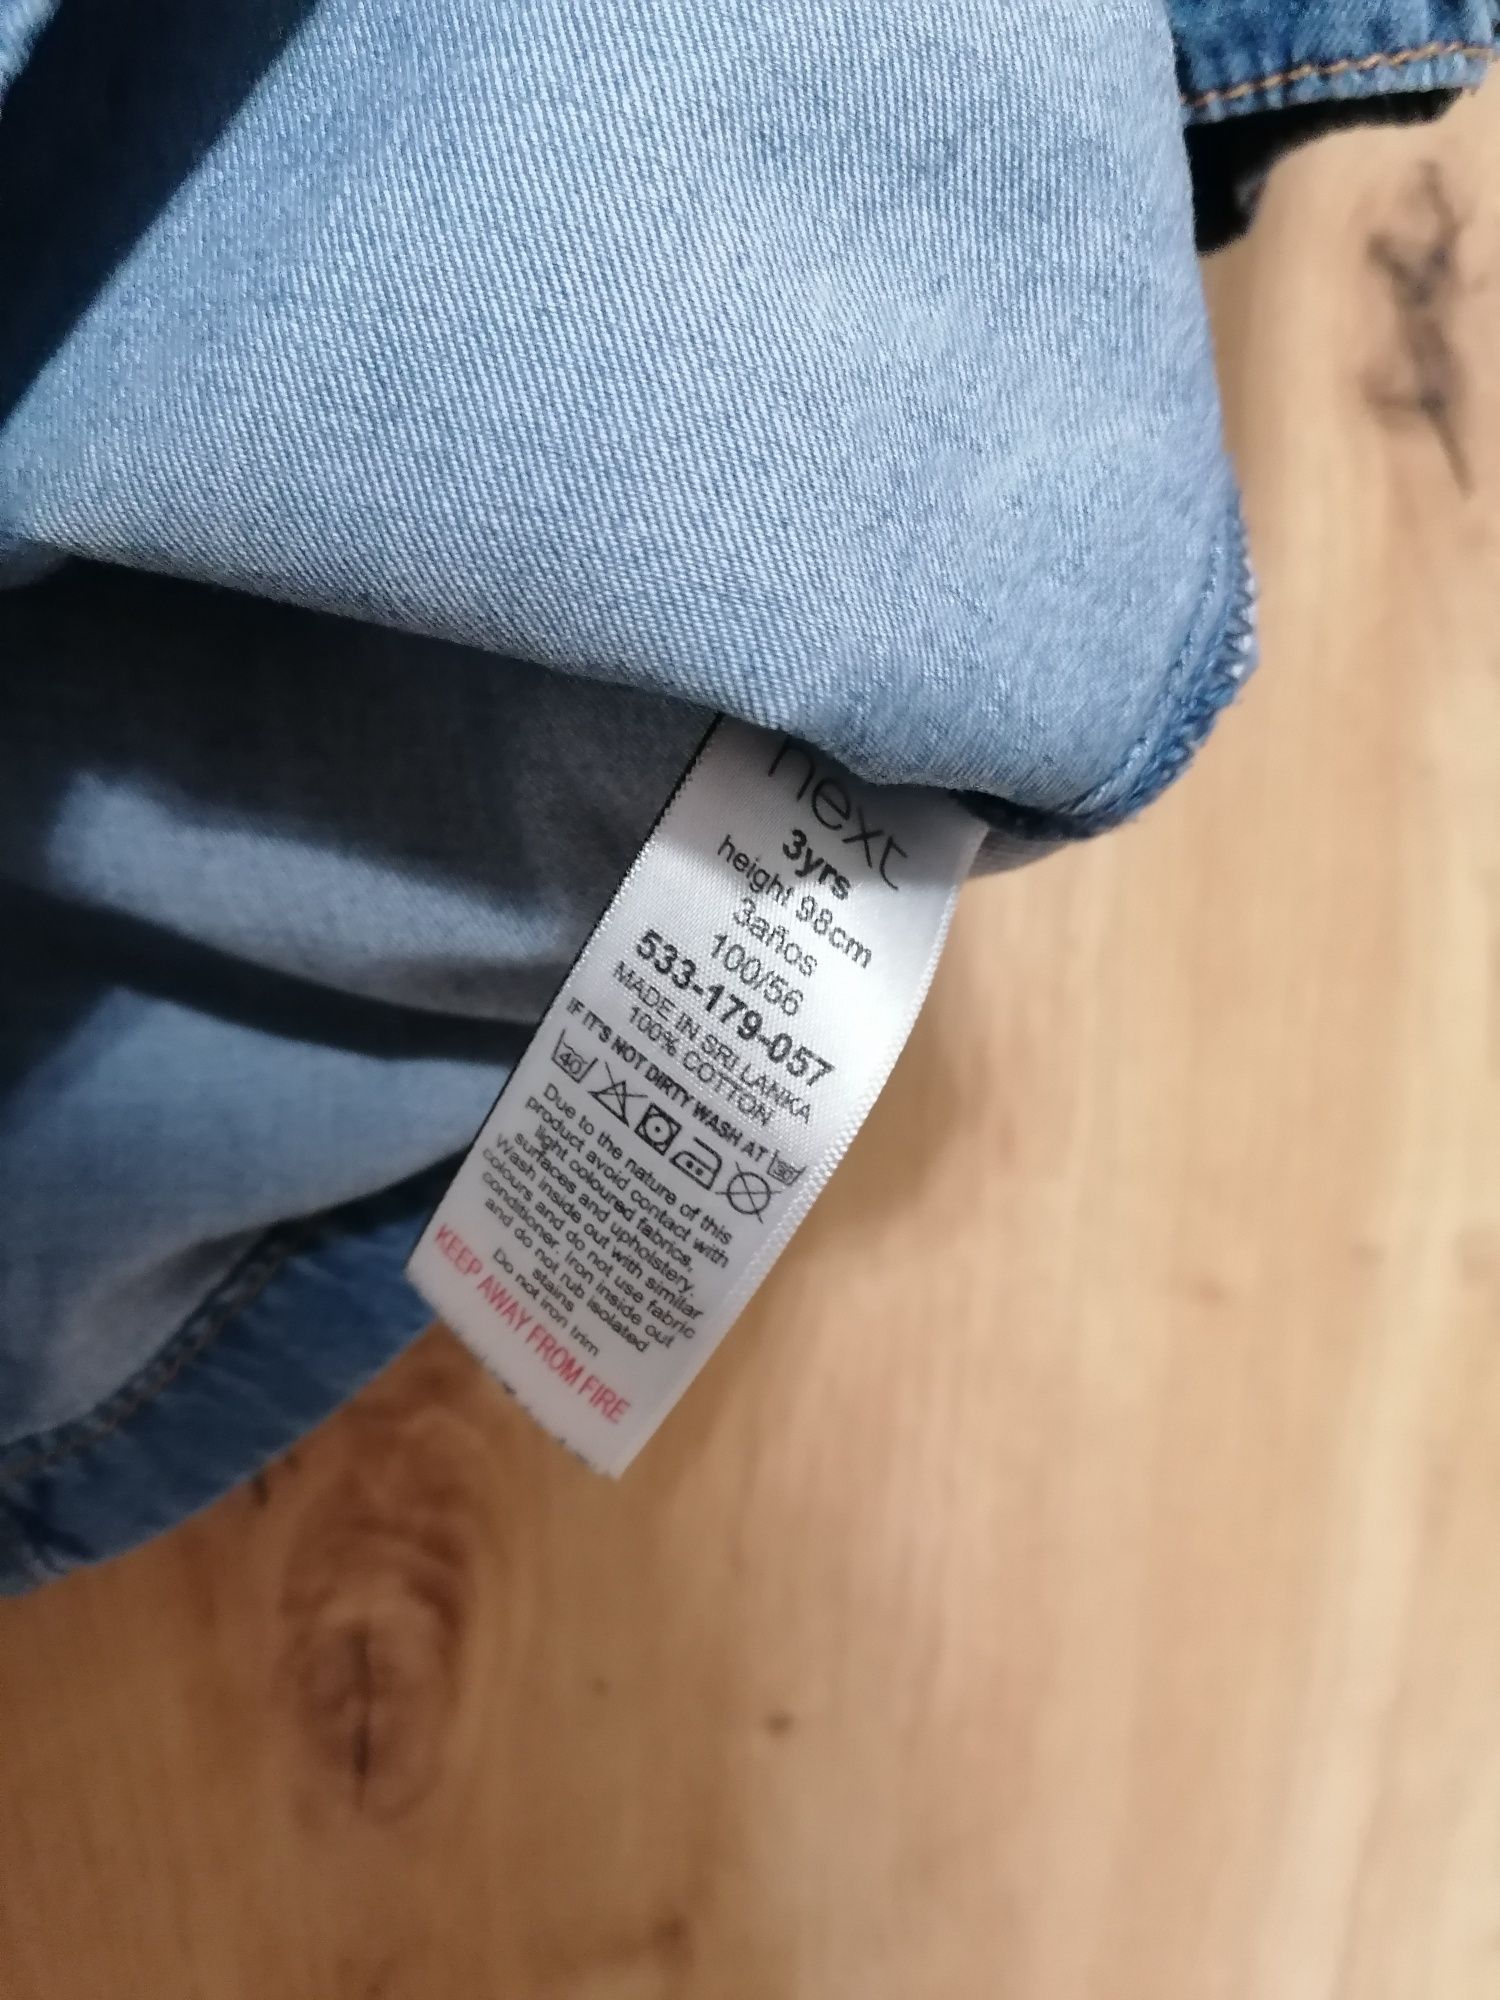 next
3yrs
height 98cm
3años
100/56
533-179-057
MADE IN SRI LANKA
100% COTTON
IF IT'S NOT DIRTY WASH AT 30
40
Due to the nature of this
product avoid contact with
light coloured fabrics,
surfaces and upholstery.
Wash inside out with similar
colours and do not use fabric
conditioner. Iron inside out
and do not rub isolated
stains
Do not iron trim
KEEP AWAY FROM FIRE